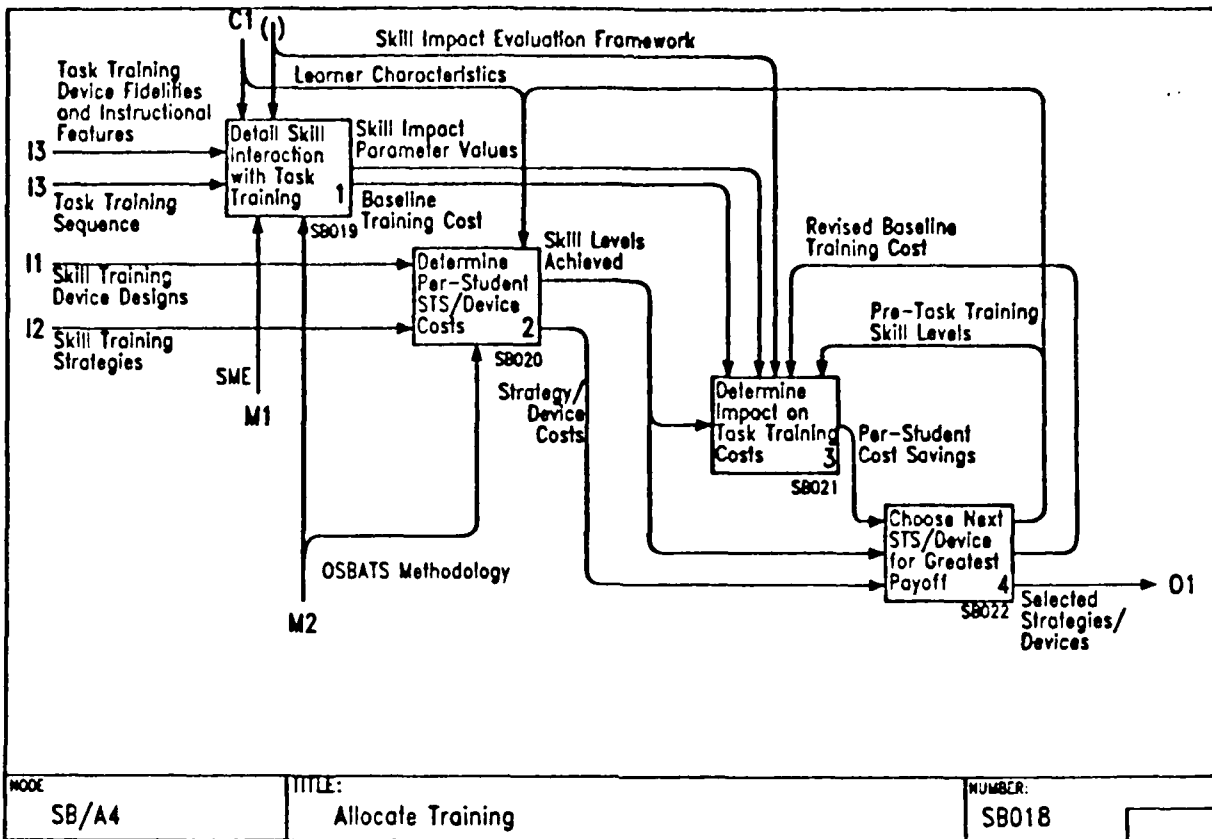 C1 ( )
Skill Impact Evaluation Framework
Learner Characteristics
Task Training
Device Fidelities
and Instructional
Features
I3
I3
Task Training
Sequence
Detail Skill
Interaction
with Task
Training
1
SB019
Skill Impact
Parameter Values
Baseline
Training Cost
I1
Skill Training
Device Designs
I2
Skill Training
Strategies
SME
M1
Determine
Per-Student
STS/Device
Costs
2
SB020
Skill Levels
Achieved
Strategy/
Device
Costs
Revised Baseline
Training Cost
Pre-Task Training
Skill Levels
Determine
Impact on
Task Training
Costs
3
SB021
Per-Student
Cost Savings
OSBATS Methodology
M2
Choose Next
STS/Device
for Greatest
Payoff
4
SB022
O1
Selected
Strategies/
Devices
NODE
SB/A4
TITLE:
Allocate Training
NUMBER:
SB018